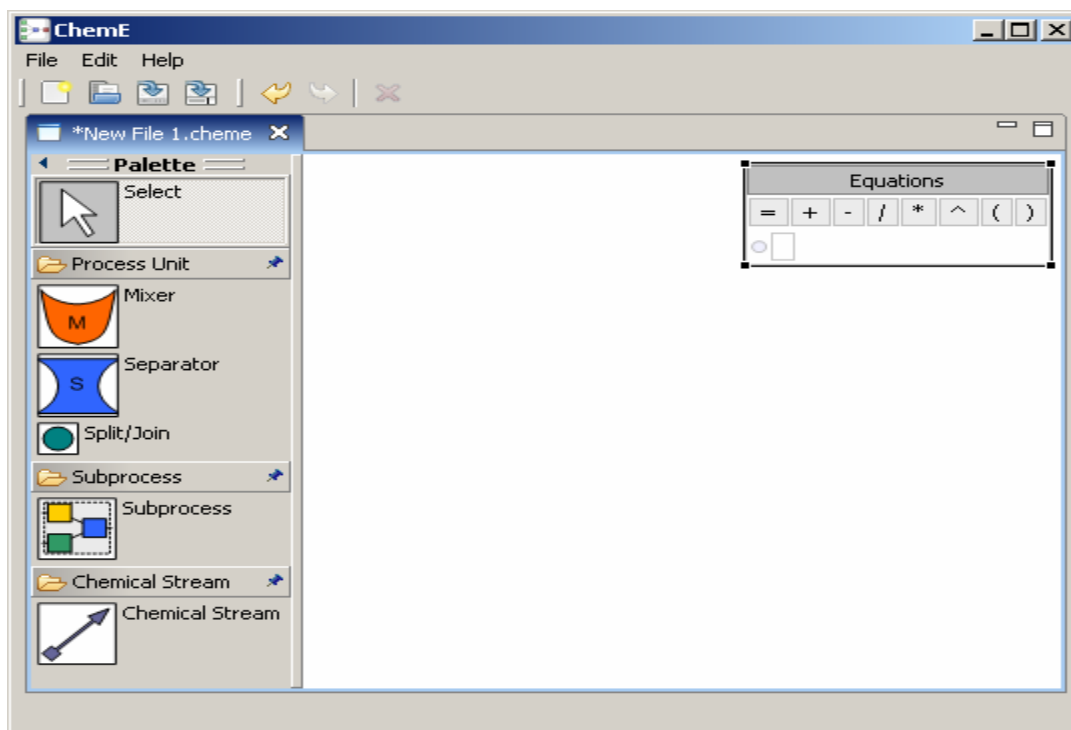 ChemE
File Edit Help
*New File 1.cheme
Palette
Select
Process Unit
Mixer
M
Separator
S
Split/Join
Subprocess
Subprocess
Chemical Stream
Chemical Stream
Equations
= + - / * ^ ( )